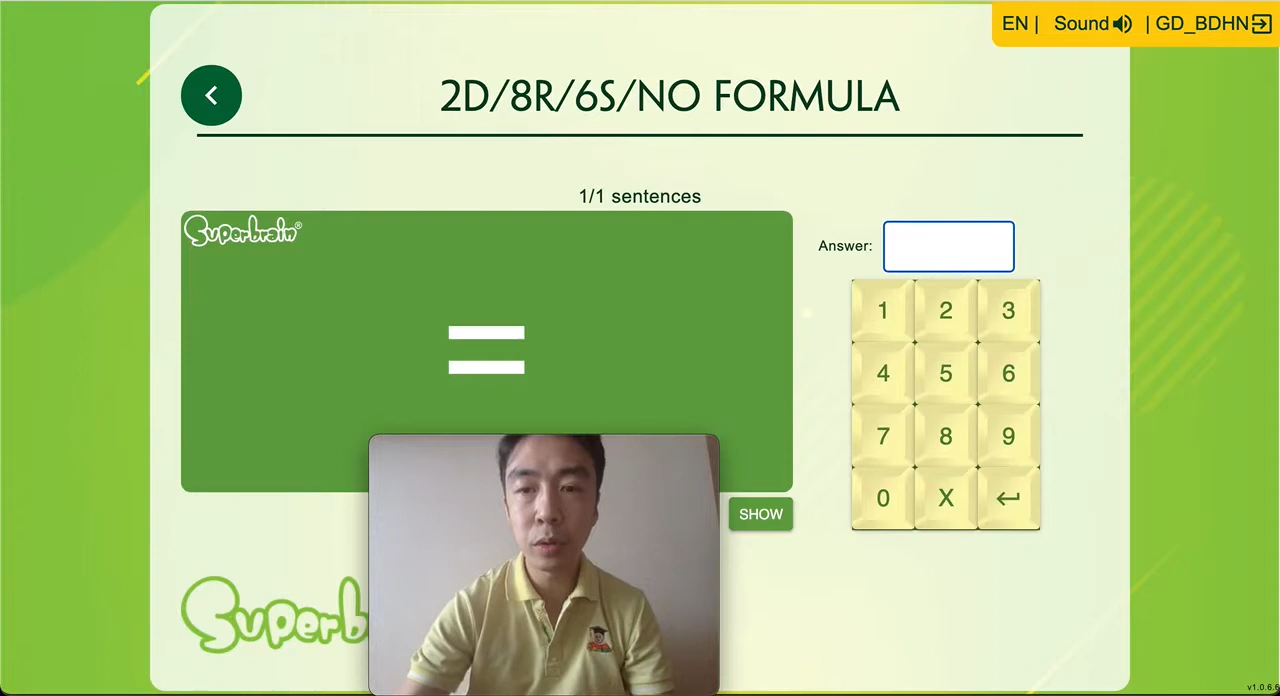 EN | Sound | GD_BDHN
2D/8R/6S/NO FORMULA
1/1 sentences
Superbrain®
=
Answer:
1 2 3
4 5 6
7 8 9
0 X
SHOW
Superb